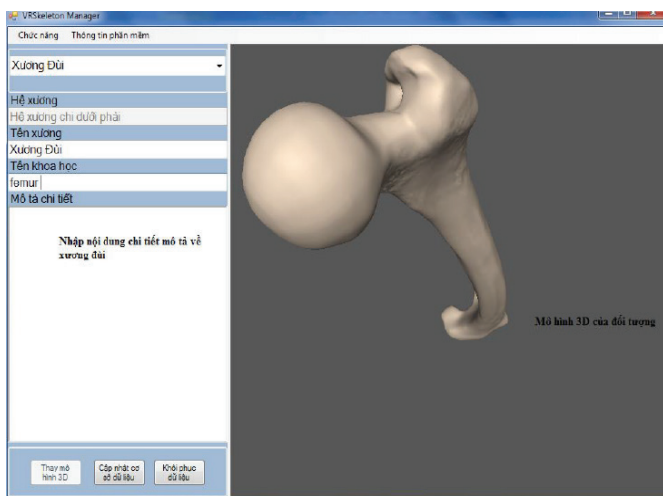 VRSkeleton Manager
Chức năng Thông tin phần mềm
Xương Đùi
Hệ xương
Hệ xương chi dưới phải
Tên xương
Xương Đùi
Tên khoa học
femur
Mô tả chi tiết
Nhập nội dung chi tiết mô tả về
xương đùi
Mô hình 3D của đối tượng
Thay mô
hình 3D
Cập nhật cơ
sở dữ liệu
Khôi phục
dữ liệu